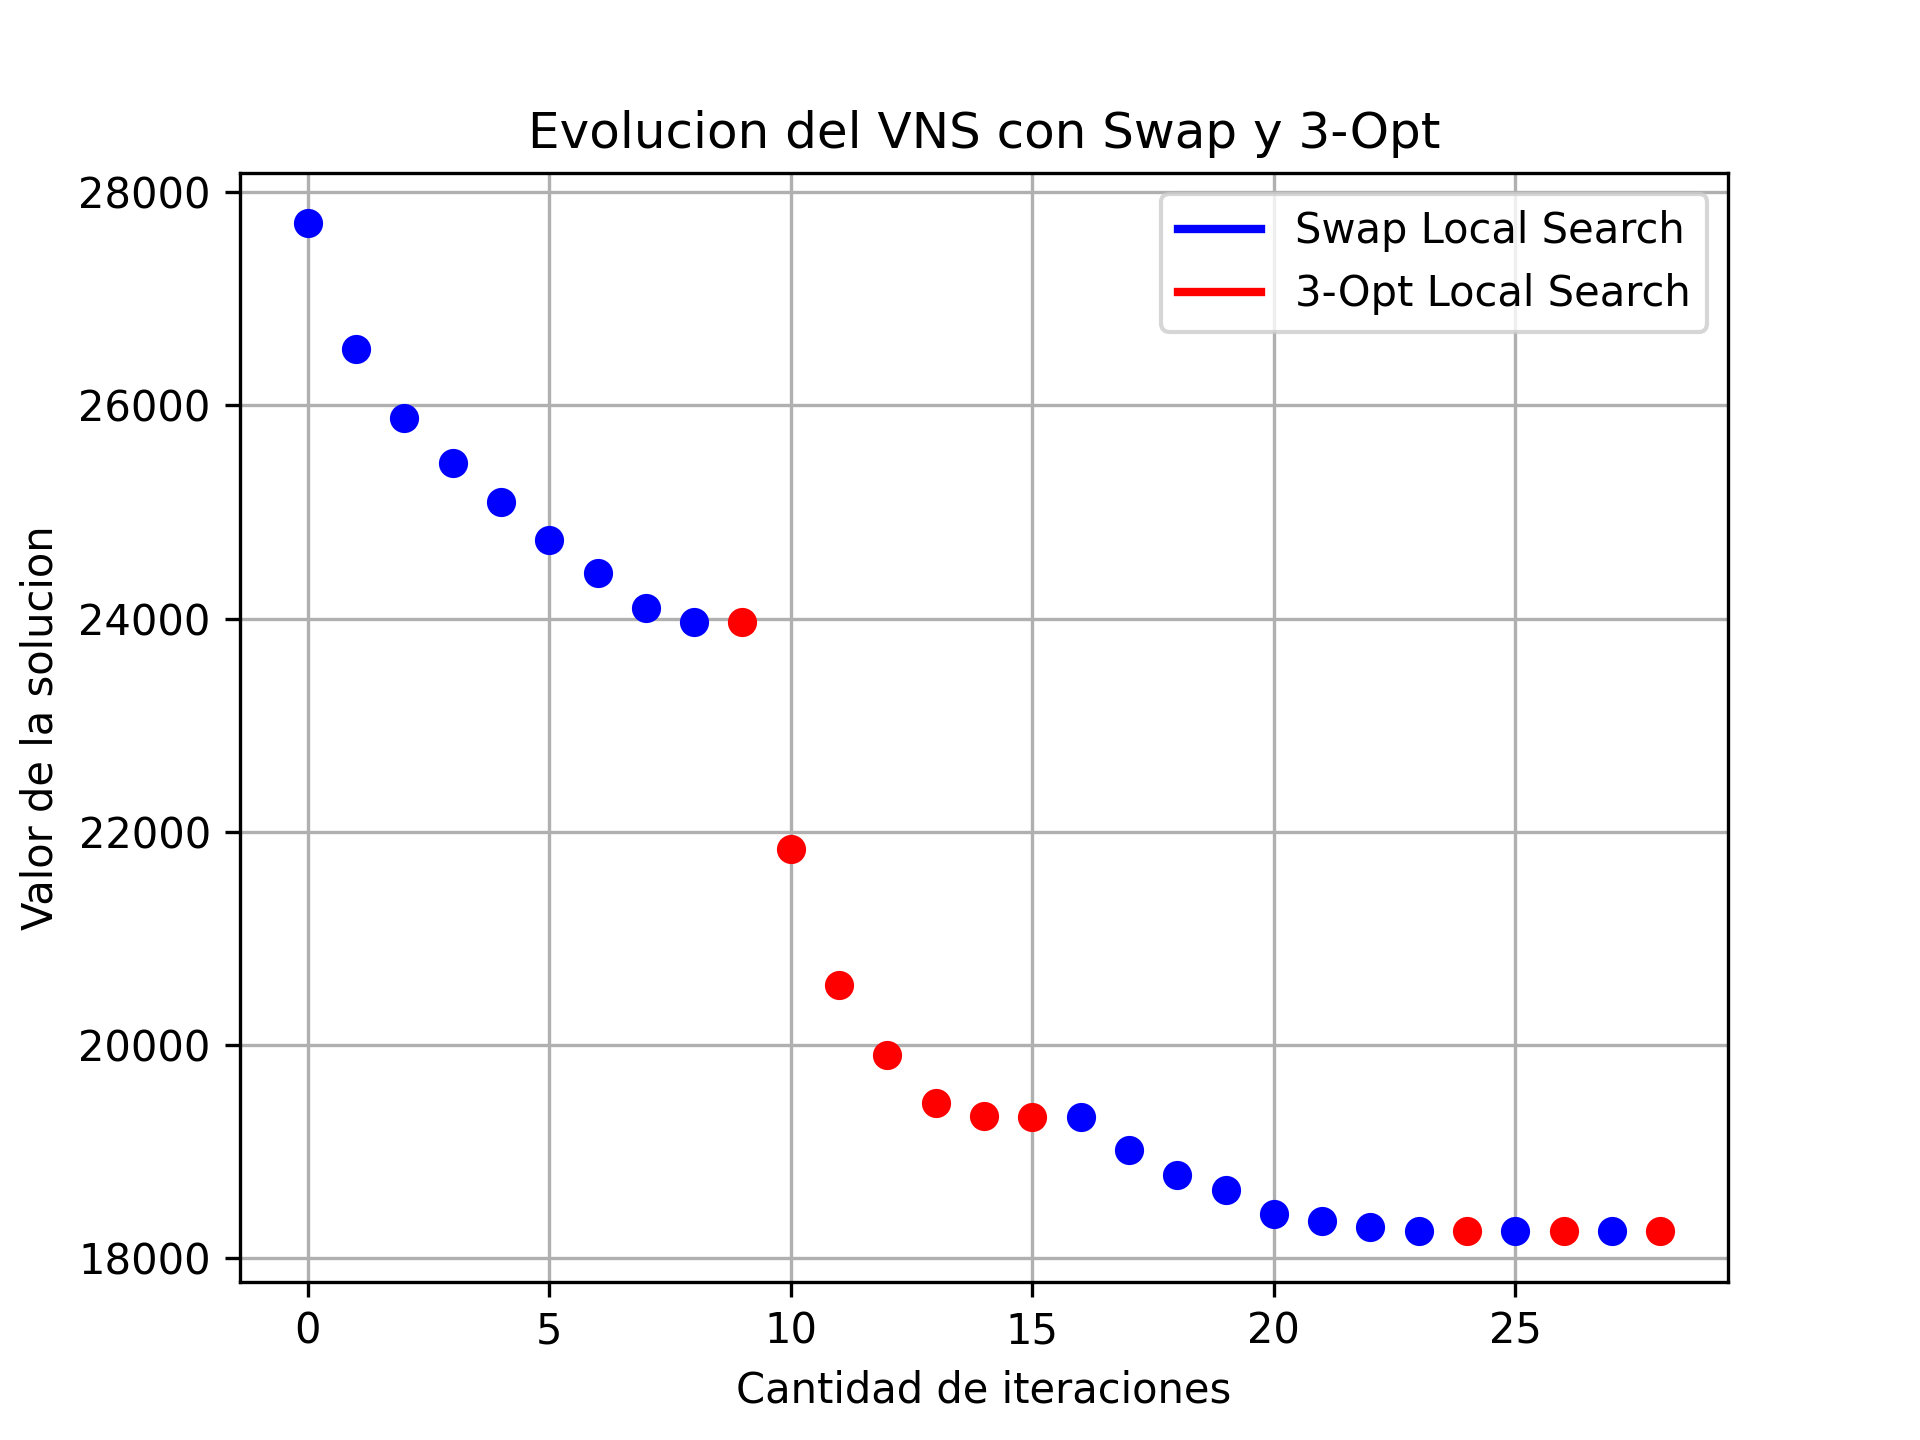 Evolucion del VNS con Swap y 3-Opt
Swap Local Search
3-Opt Local Search
Valor de la solucion
28000
26000
24000
22000
20000
18000
0 5 10 15 20 25
Cantidad de iteraciones